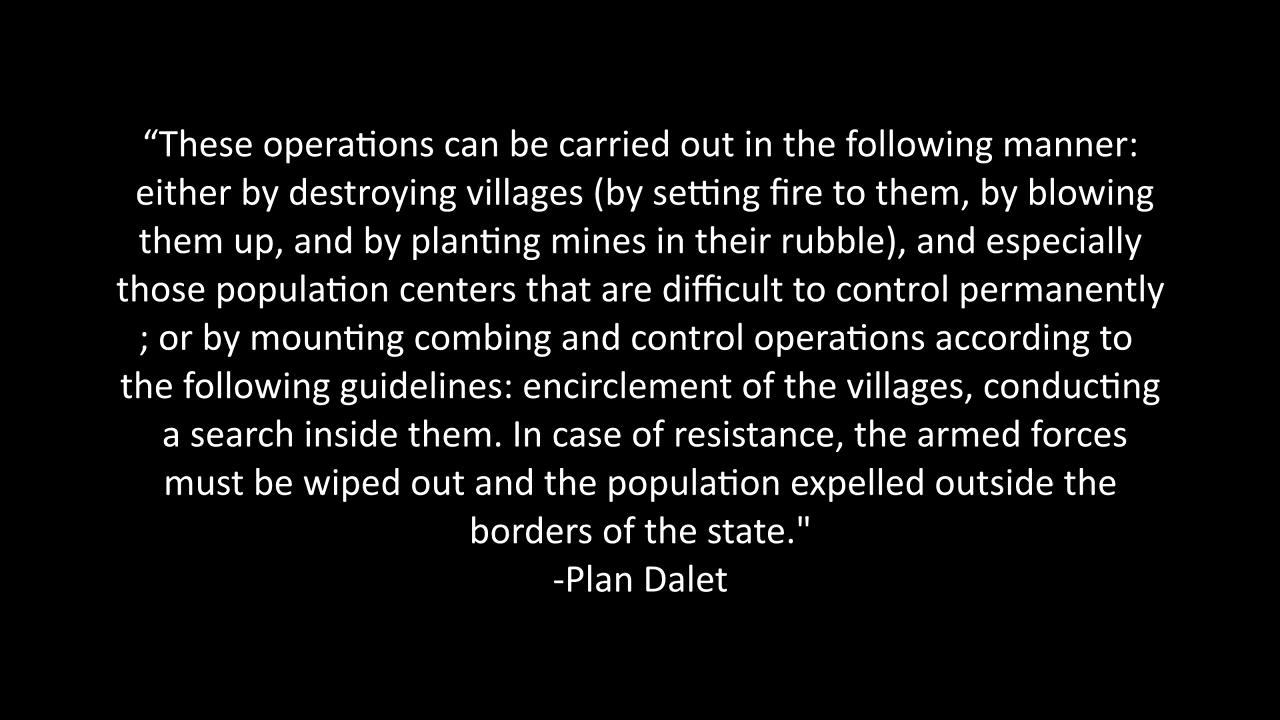 “These operations can be carried out in the following manner:
either by destroying villages (by setting fire to them, by blowing
them up, and by planting mines in their rubble), and especially
those population centers that are difficult to control permanently
; or by mounting combing and control operations according to
the following guidelines: encirclement of the villages, conducting
a search inside them. In case of resistance, the armed forces
must be wiped out and the population expelled outside the
borders of the state."
-Plan Dalet